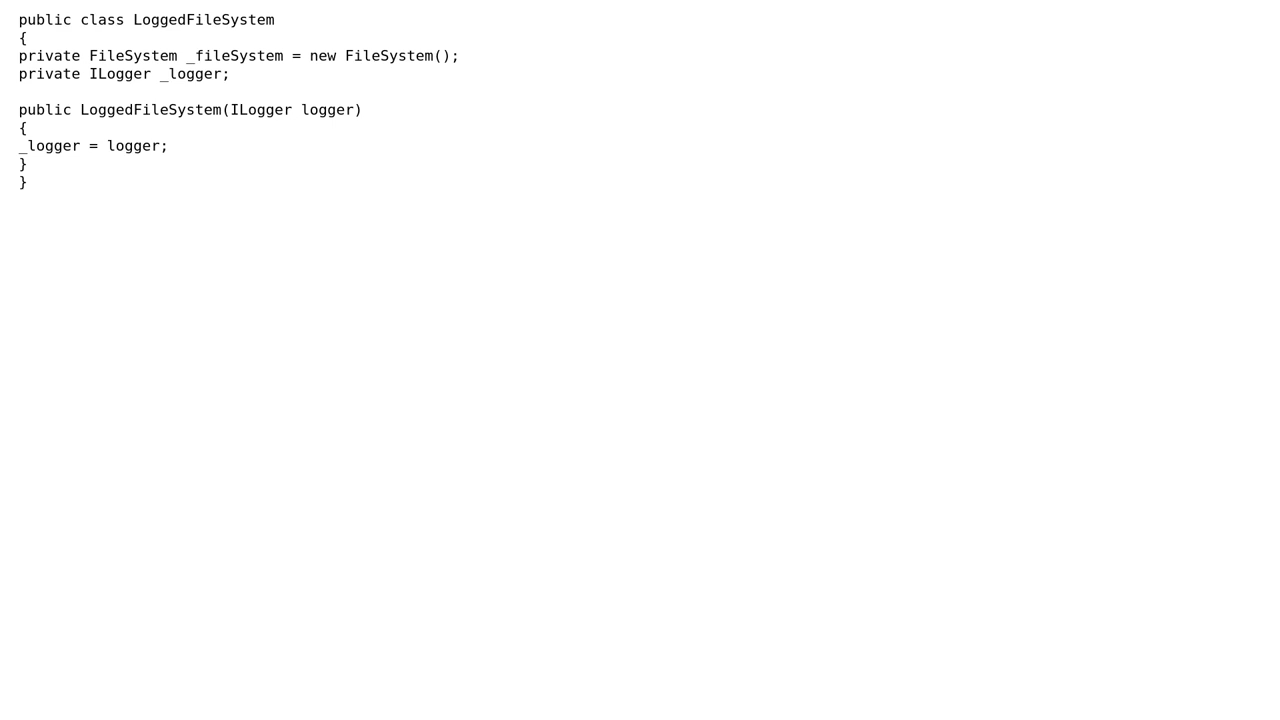 public class LoggedFileSystem
{
private FileSystem _fileSystem = new FileSystem();
private ILogger _logger;

public LoggedFileSystem(ILogger logger)
{
_logger = logger;
}
}